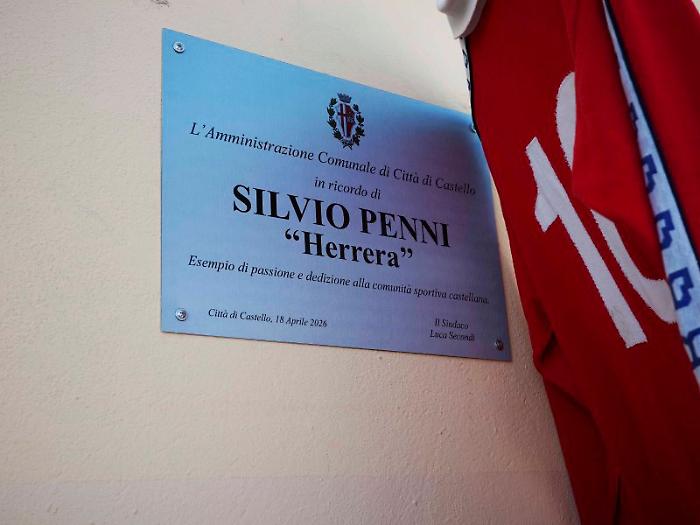 L'Amministrazione Comunale di Città di Castello
in ricordo di
SILVIO PENNI
"Herrera"
Esempio di passione e dedizione alla comunità sportiva castellana.
Città di Castello, 18 Aprile 2026
Il Sindaco
Luca Secondi
10